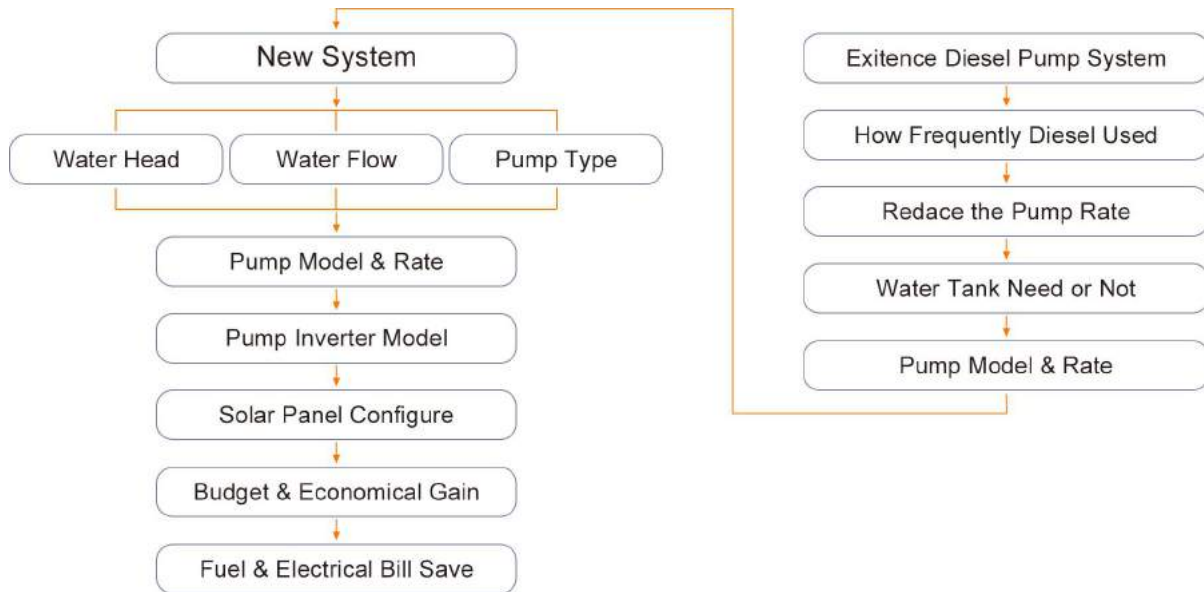 New System
Water Head
Water Flow
Pump Type
Pump Model & Rate
Pump Inverter Model
Solar Panel Configure
Budget & Economical Gain
Fuel & Electrical Bill Save
Exitence Diesel Pump System
How Frequently Diesel Used
Redace the Pump Rate
Water Tank Need or Not
Pump Model & Rate